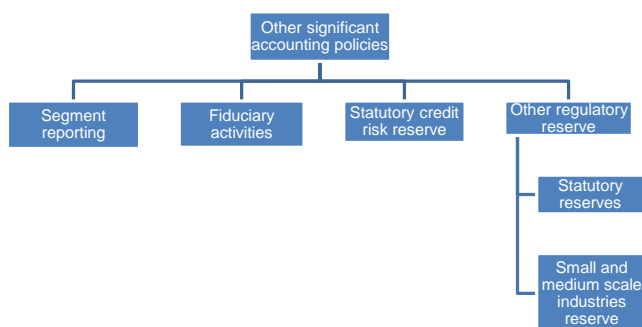 Other significant
accounting policies
Segment
reporting
Fiduciary
activities
Statutory credit
risk reserve
Other regulatory
reserve
Statutory
reserves
Small and
medium scale
industries
reserve